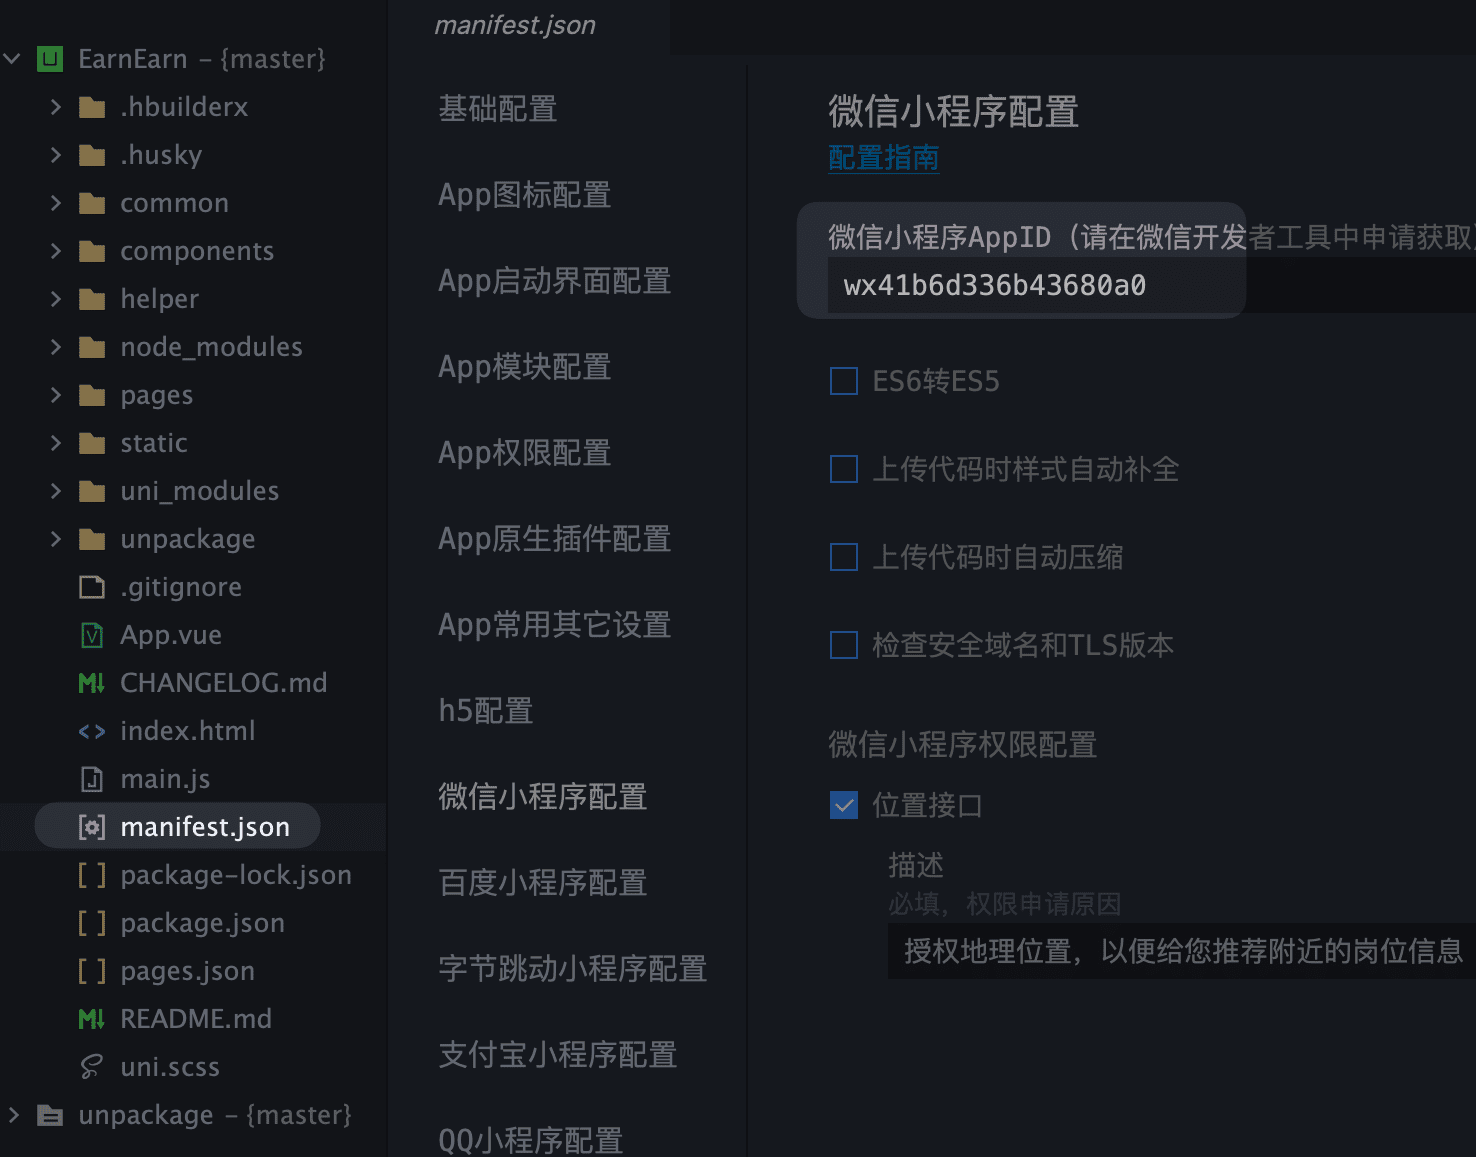 EarnEarn – {master}
.hbuilderx
.husky
common
components
helper
node_modules
pages
static
uni_modules
unpackage
.gitignore
App.vue
CHANGELOG.md
index.html
main.js
manifest.json
package-lock.json
package.json
pages.json
README.md
uni.scss
unpackage – {master}
manifest.json
基础配置
App图标配置
App启动界面配置
App模块配置
App权限配置
App原生插件配置
App常用其它设置
h5配置
微信小程序配置
百度小程序配置
字节跳动小程序配置
支付宝小程序配置
QQ小程序配置
微信小程序配置
配置指南
微信小程序AppID（请在微信开发者工具中申请获取）
wx41b6d336b43680a0
ES6转ES5
上传代码时样式自动补全
上传代码时自动压缩
检查安全域名和TLS版本
微信小程序权限配置
位置接口
描述
必填，权限申请原因
授权地理位置，以便给您推荐附近的岗位信息